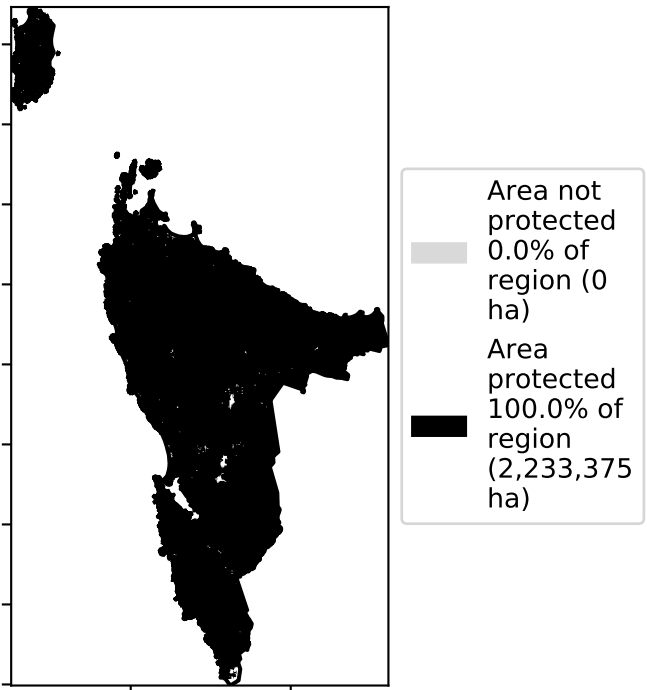 Area not
protected
0.0% of
region (0
ha)
Area
protected
100.0% of
region
(2,233,375
ha)